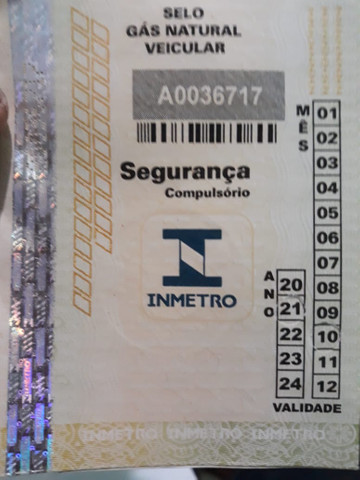 SELO
GÁS NATURAL
VEICULAR
A0036717
Segurança
Compulsório
INMETRO
MÊS
01
02
03
04
05
06
07
08
09
10
11
12
ANO
20
21
22
23
24
VALIDADE
INMETRO INMETRO INMETRO